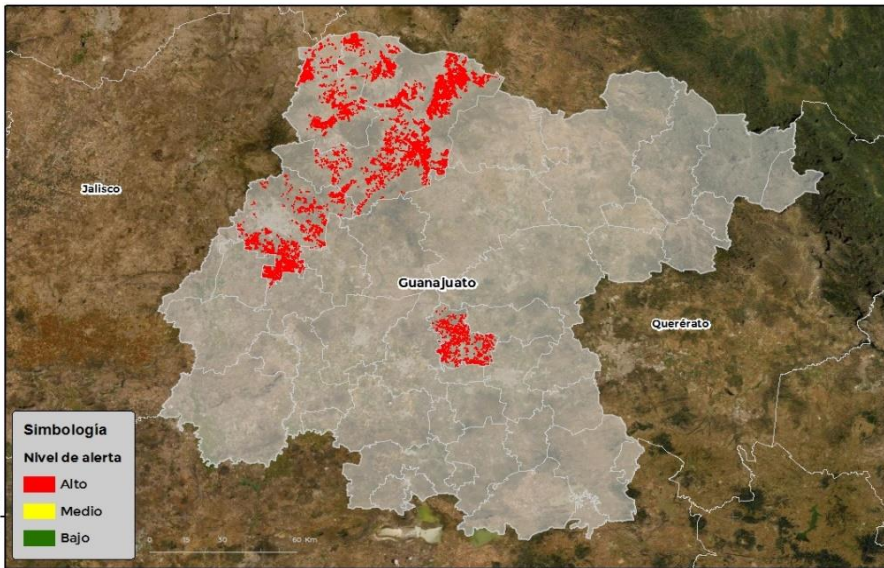 Jalisco
Guanajuato
Querérato
Simbología
Nivel de alerta
Alto
Medio
Bajo
0 15 30 60 Km